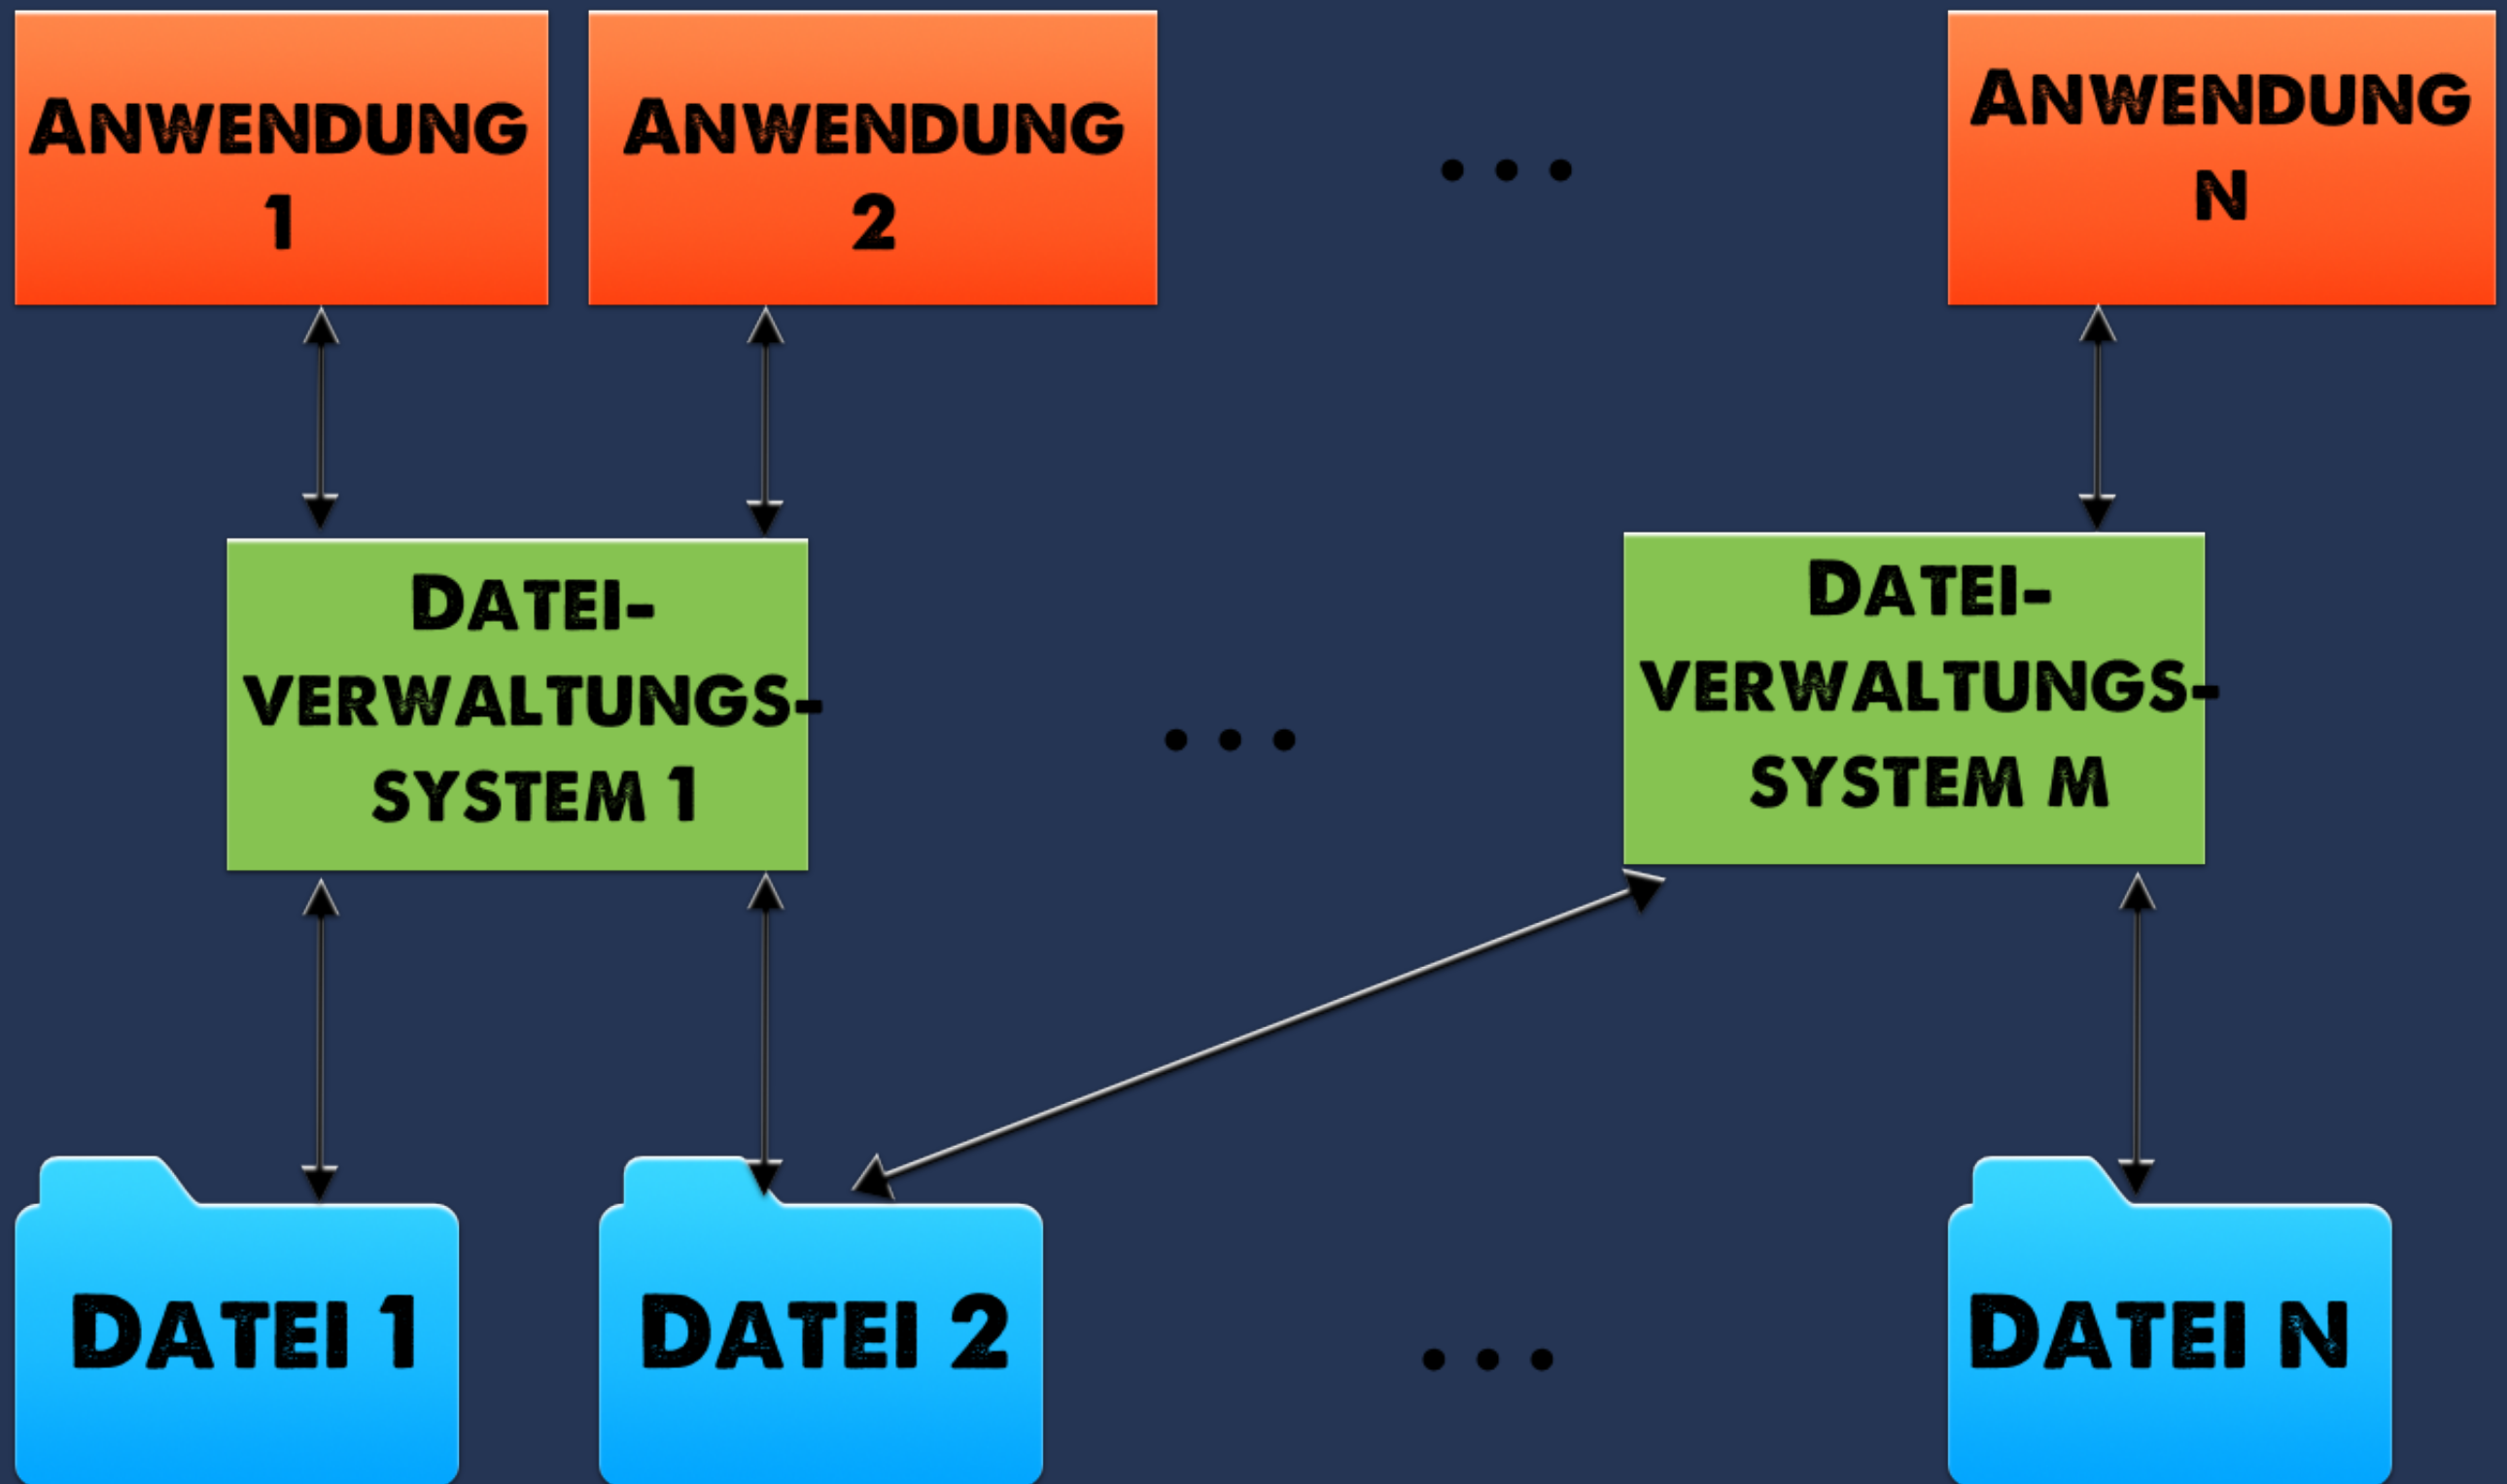 ANWENDUNG
1
ANWENDUNG
2
...
ANWENDUNG
N
DATEI-
VERWALTUNGS-
SYSTEM 1
...
DATEI-
VERWALTUNGS-
SYSTEM M
DATEI 1
DATEI 2
...
DATEI N